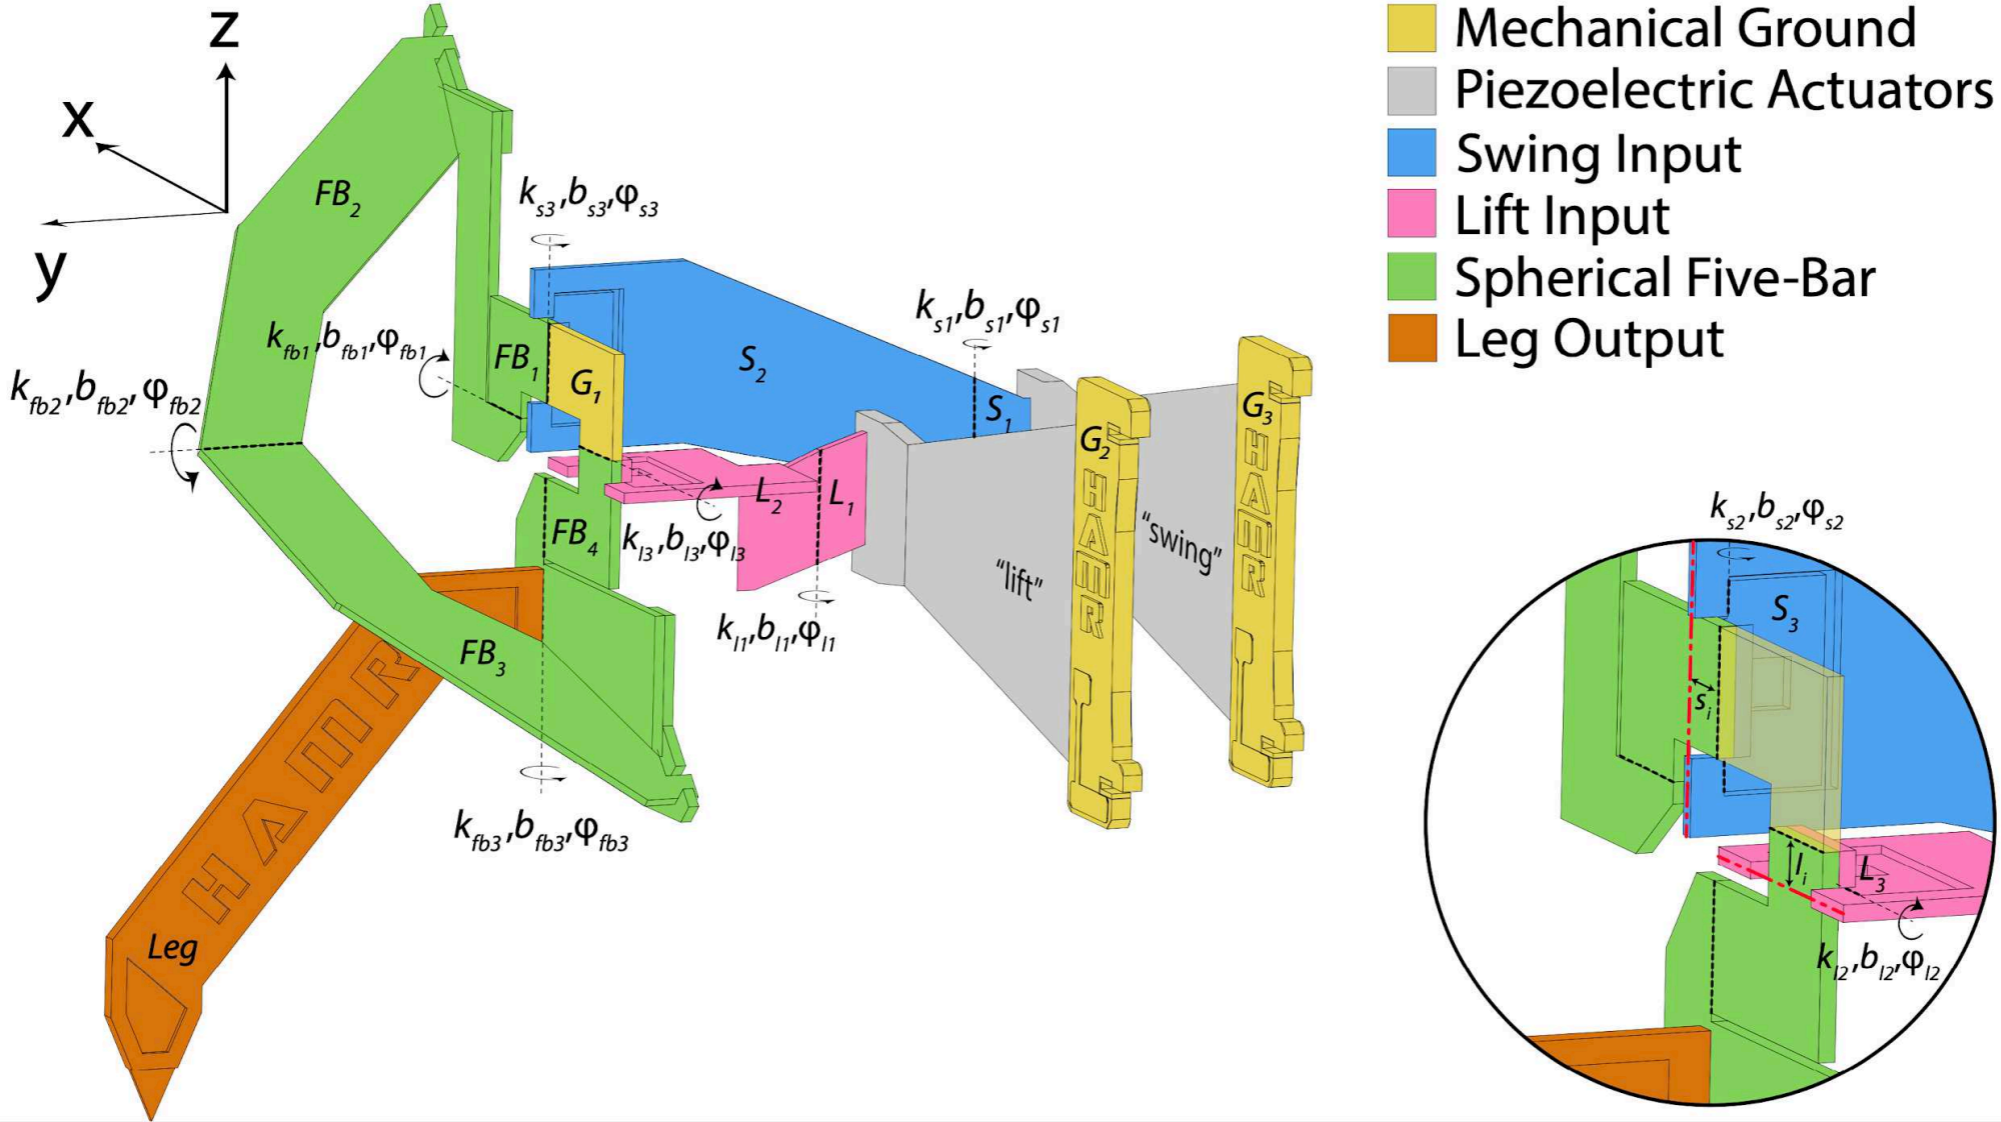 z
x
y
FB2
ks3,bs3,φs3
ks1,bs1,φs1
kfb1,bfb1,φfb1
kfb2,bfb2,φfb2
FB1
G1
S2
S1
G2
G3
HAMR
HAMR
"swing"
"lift"
L2
L1
FB4
kl3,bl3,φl3
kl1,bl1,φl1
FB3
HAMR
kfb3,bfb3,φfb3
Leg
Mechanical Ground
Piezoelectric Actuators
Swing Input
Lift Input
Spherical Five-Bar
Leg Output
ks2,bs2,φs2
S3
si
li
L3
kl2,bl2,φl2